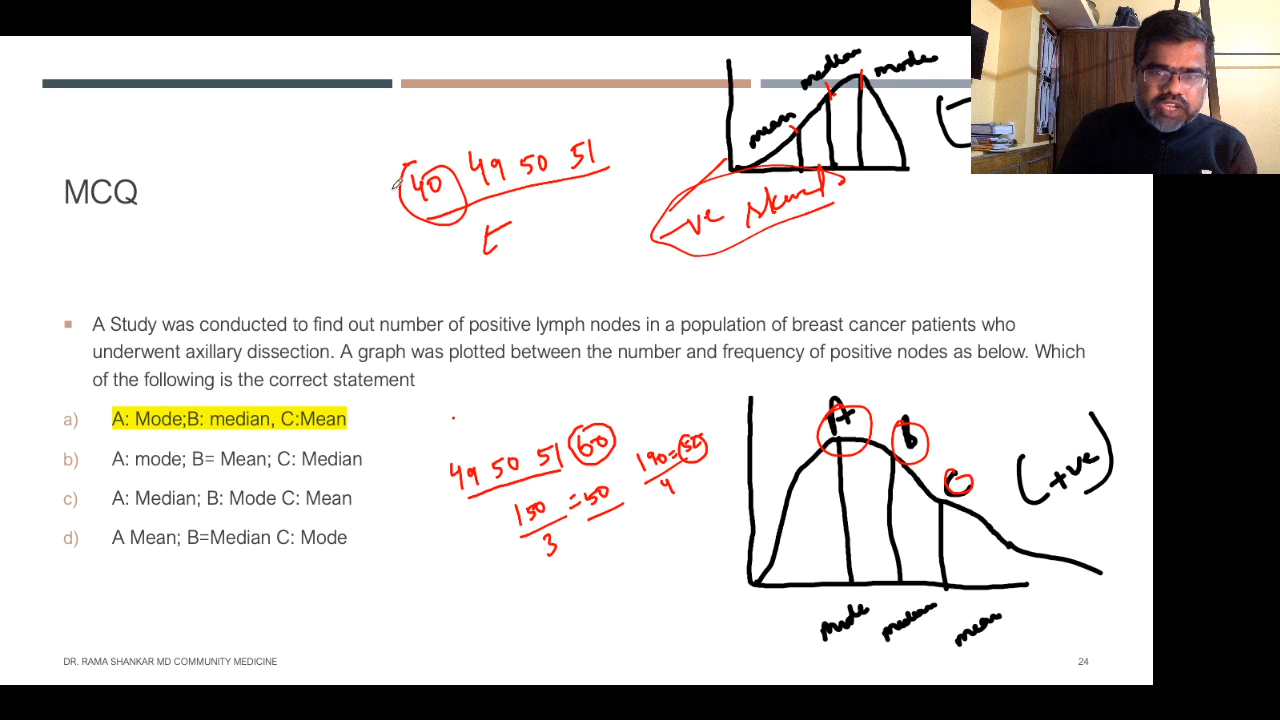 mean
median
mode
40 49 50 51
-ve
MCQ
A Study was conducted to find out number of positive lymph nodes in a population of breast cancer patients who
underwent axillary dissection. A graph was plotted between the number and frequency of positive nodes as below. Which
of the following is the correct statement
a) A: Mode;B: median, C:Mean
b) A: mode; B= Mean; C: Median
c) A: Median; B: Mode C: Mean
d) A Mean; B=Median C: Mode
49 50 51 60
150/3 = 50
A
B
C
(+ve)
mode median mean
DR. RAMA SHANKAR MD COMMUNITY MEDICINE
24